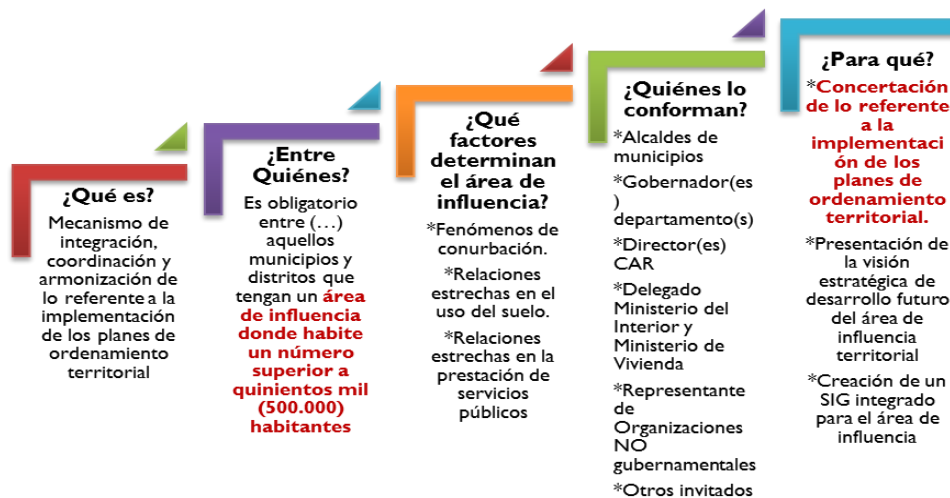 ¿Qué es?
Mecanismo de
integración,
coordinación y
armonización de
lo referente a la
implementación
de los planes de
ordenamiento
territorial
¿Entre
Quiénes?
Es obligatorio
entre (…)
aquellos
municipios y
distritos que
tengan un área
de influencia
donde habite
un número
superior a
quinientos mil
(500.000)
habitantes
¿Qué
factores
determinan
el área de
influencia?
*Fenómenos de
conurbación.
*Relaciones
estrechas en el
uso del suelo.
*Relaciones
estrechas en la
prestación de
servicios
públicos
¿Quiénes lo
conforman?
*Alcaldes de
municipios
*Gobernador(es
)
departamento(s)
*Director(es)
CAR
*Delegado
Ministerio del
Interior y
Ministerio de
Vivienda
*Representante
de
Organizaciones
NO
gubernamentales
*Otros invitados
¿Para qué?
*Concertación
de lo referente
a la
implementaci
ón de los
planes de
ordenamiento
territorial.
*Presentación de
la visión
estratégica de
desarrollo futuro
del área de
influencia
territorial
*Creación de un
SIG integrado
para el área de
influencia